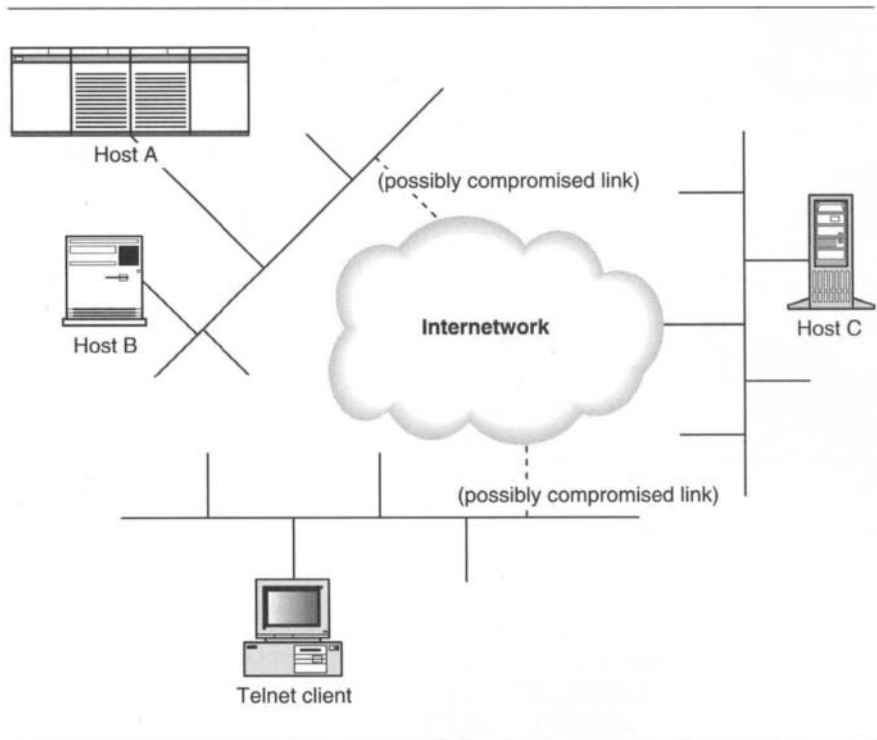 Host A
(possibly compromised link)
Internetwork
Host B
Host C
(possibly compromised link)
Telnet client